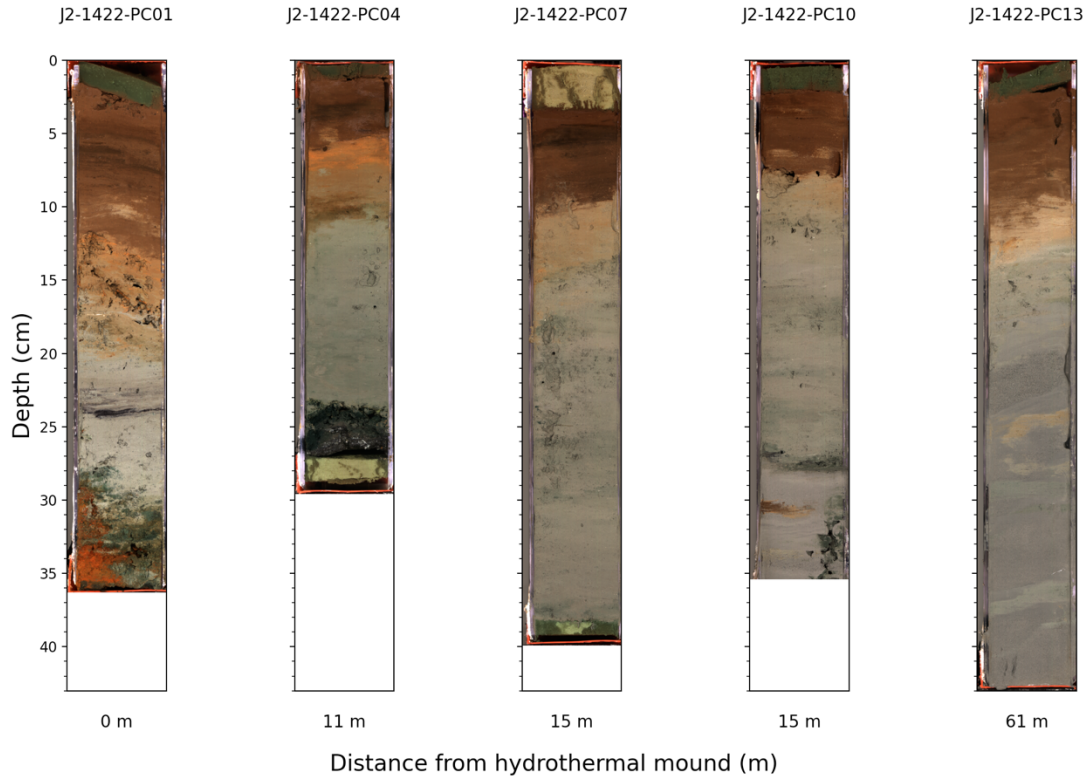 J2-1422-PC01 J2-1422-PC04 J2-1422-PC07 J2-1422-PC10 J2-1422-PC13
0
5
10
15
20
25
30
35
40
Depth (cm)
0 m 11 m 15 m 15 m 61 m
Distance from hydrothermal mound (m)